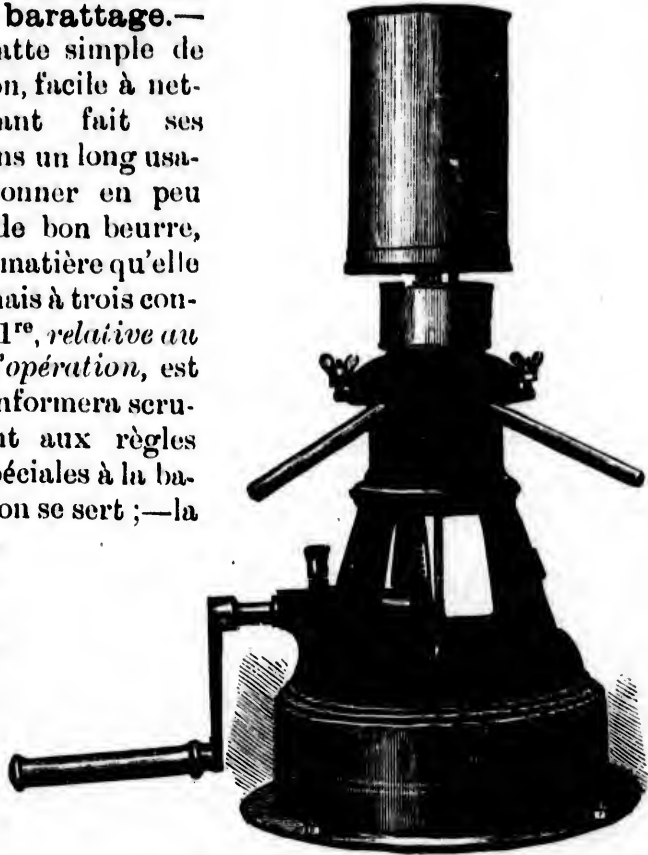 barattage.—
atte simple de
on, facile à net-
ant fait ses
ns un long usa-
onner en peu
de bon beurre,
matière qu'elle
nais à trois con-
1re, relative au
'opération, est
nformera scru-
nt aux règles
péciales à la ba-
on se sert ;—la